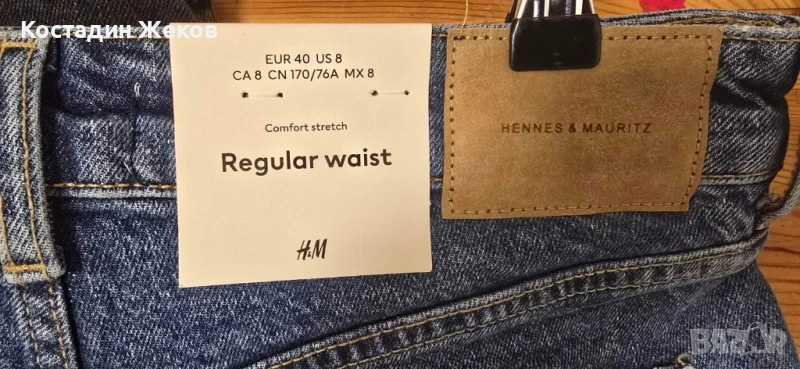 Костадин Жеков
EUR 40 US 8
CA 8 CN 170/76A MX 8
Comfort stretch
Regular waist
H&M
HENNES & MAURITZ
BAZAR